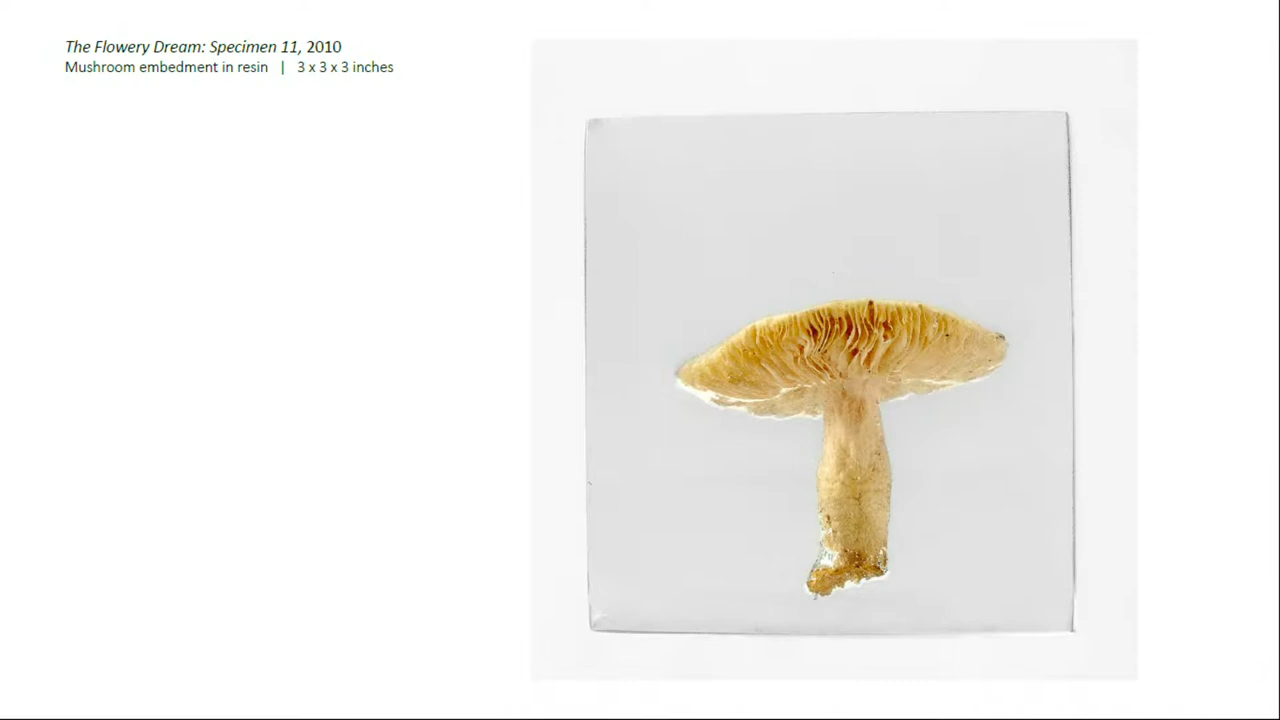 The Flowery Dream: Specimen 11, 2010
Mushroom embedment in resin | 3 x 3 x 3 inches